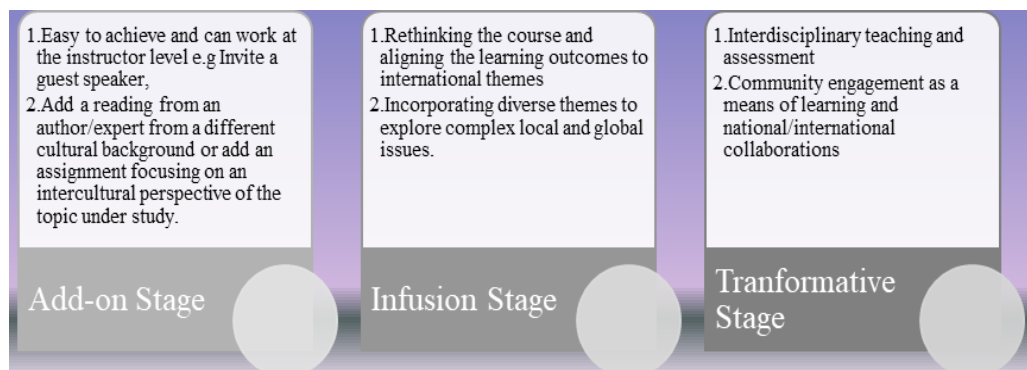 1.Easy to achieve and can work at
the instructor level e.g Invite a
guest speaker,
2.Add a reading from an
author/expert from a different
cultural background or add an
assignment focusing on an
intercultural perspective of the
topic under study.
Add-on Stage
1.Rethinking the course and
aligning the learning outcomes to
international themes
2.Incorporating diverse themes to
explore complex local and global
issues.
Infusion Stage
1.Interdisciplinary teaching and
assessment
2.Community engagement as a
means of learning and
national/international
collaborations
Tranformative
Stage